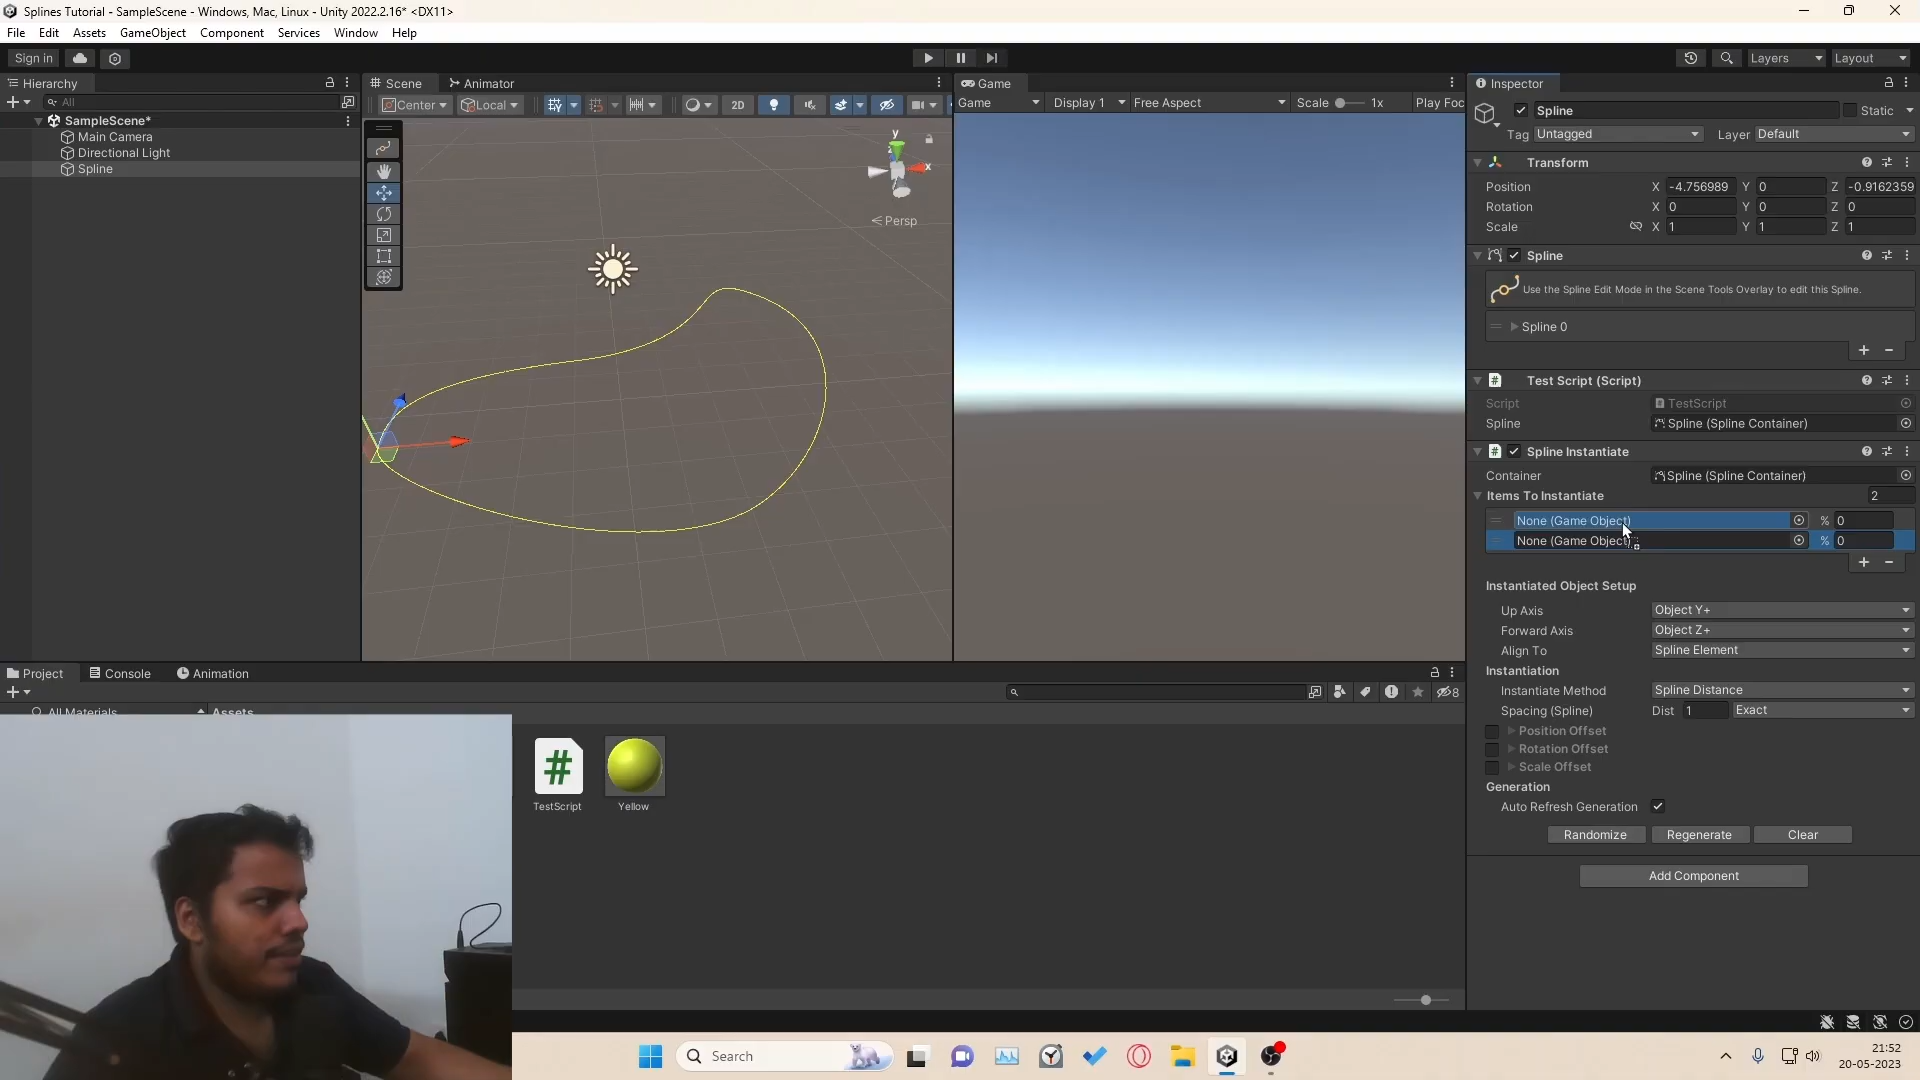 Splines Tutorial - SampleScene - Windows, Mac, Linux - Unity 2022.2.16* <DX11>
File Edit Assets GameObject Component Services Window Help
Sign in Layers Layout
Hierarchy
All
SampleScene*
Main Camera
Directional Light
Spline
Scene Animator
Center Local 2D
y
x
< Persp
Game
Game Display 1 Free Aspect Scale 1x Play Foc
Inspector
Spline Static
Tag Untagged Layer Default
Transform
Position X -4.756989 Y 0 Z -0.9162359
Rotation X 0 Y 0 Z 0
Scale X 1 Y 1 Z 1
Spline
Use the Spline Edit Mode in the Scene Tools Overlay to edit this Spline.
Spline 0
Test Script (Script)
Script TestScript
Spline Spline (Spline Container)
Spline Instantiate
Container Spline (Spline Container)
Items To Instantiate 2
None (Game Object) % 0
None (Game Object) % 0
Instantiated Object Setup
Up Axis Object Y+
Forward Axis Object Z+
Align To Spline Element
Instantiation
Instantiate Method Spline Distance
Spacing (Spline) Dist 1 Exact
Position Offset
Rotation Offset
Scale Offset
Generation
Auto Refresh Generation
Randomize Regenerate Clear
Add Component
Project Console Animation
8
All Materials Assets
TestScript Yellow
Search
21:52
20-05-2023